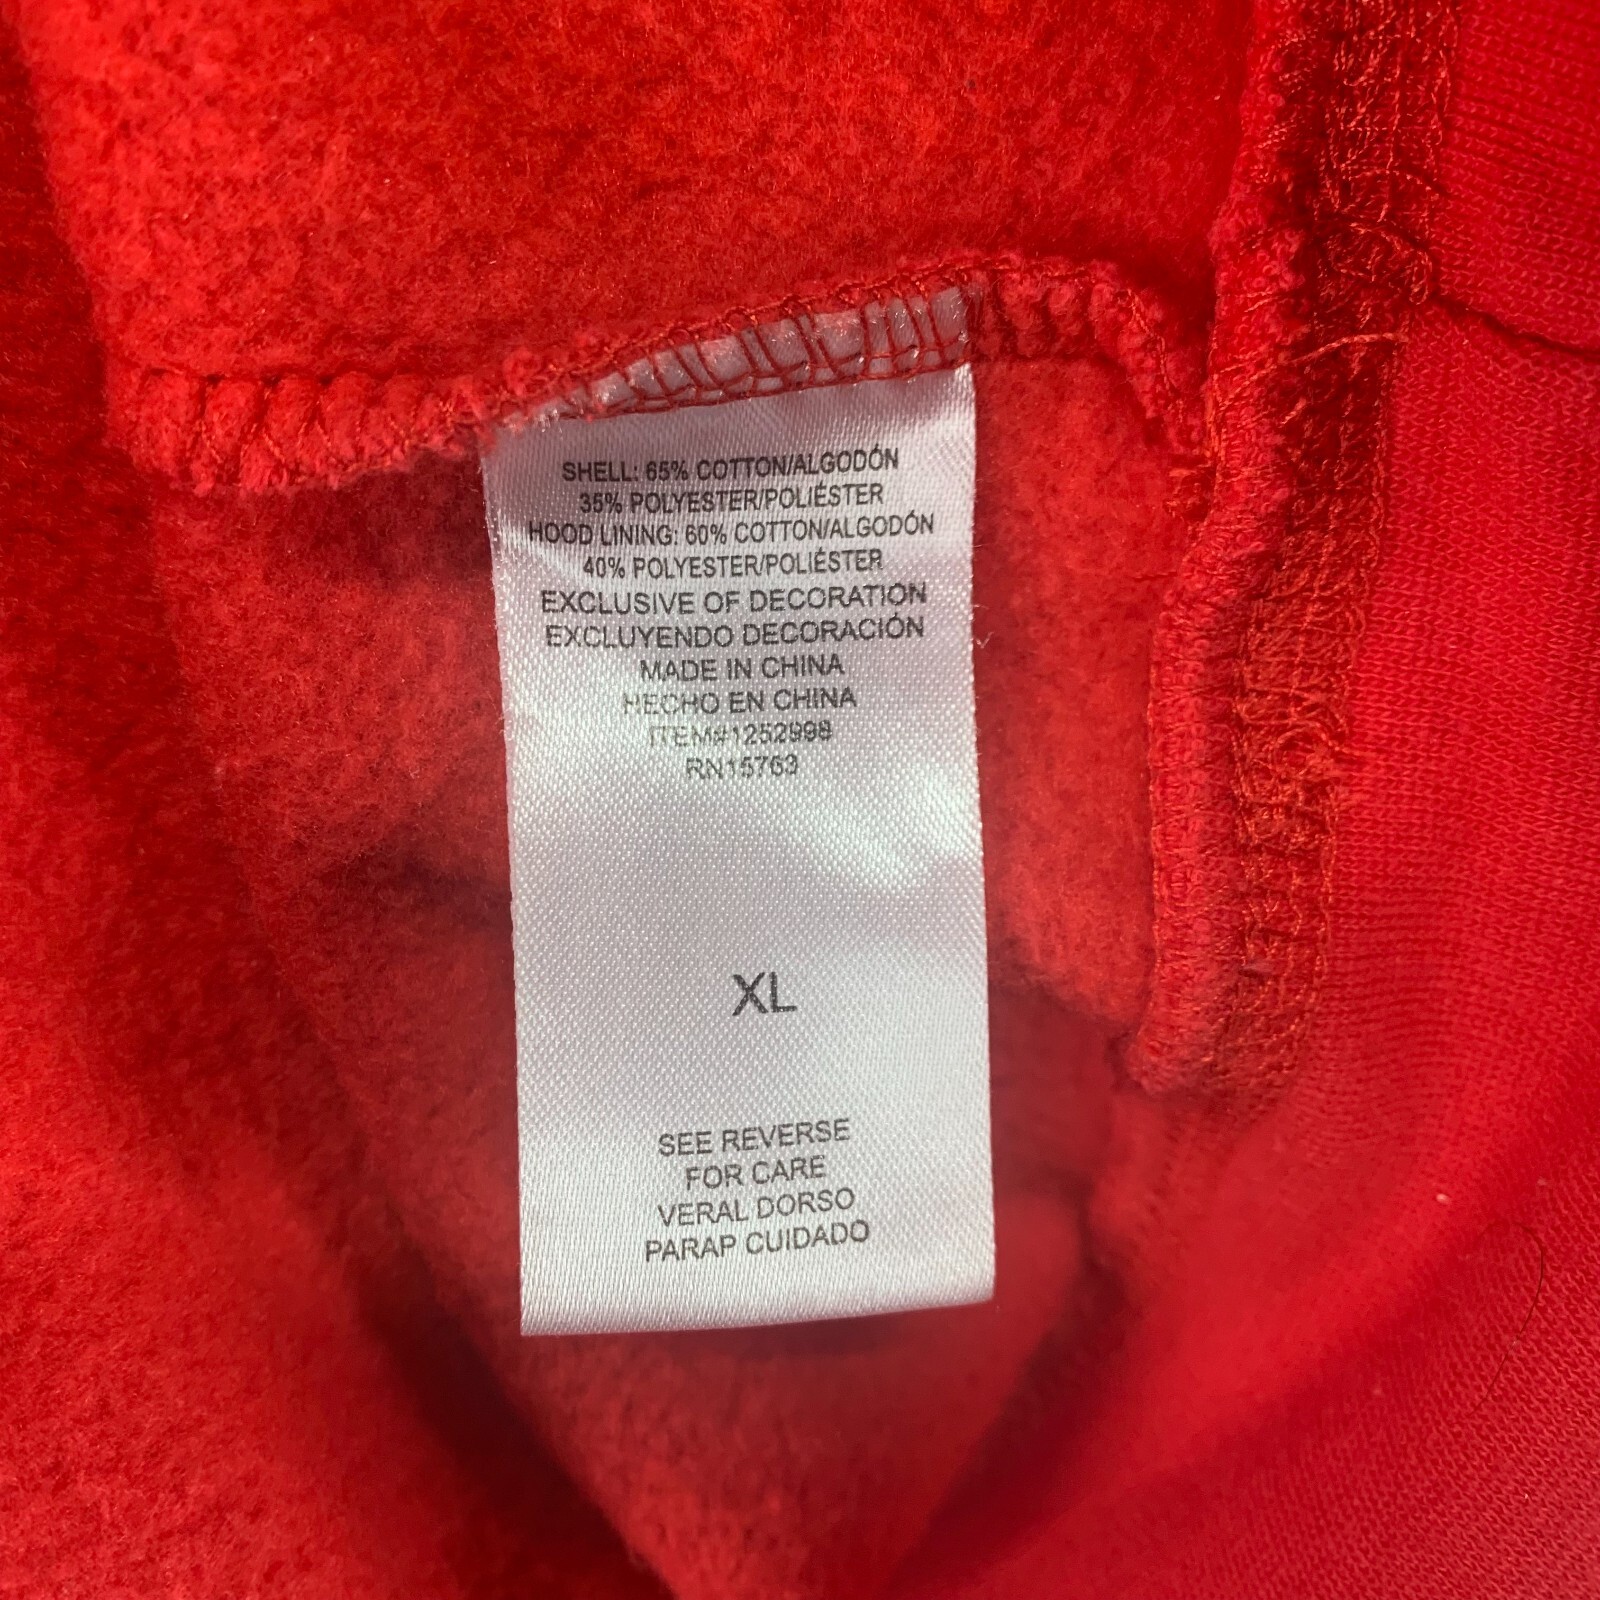 SHELL: 65% COTTON/ALGODÓN
35% POLYESTER/POLIÉSTER
HOOD LINING: 60% COTTON/ALGODÓN
40% POLYESTER/POLIÉSTER
EXCLUSIVE OF DECORATION
EXCLUYENDO DECORACIÓN
MADE IN CHINA
HECHO EN CHINA
ITEM#1252998
RN15763
XL
SEE REVERSE
FOR CARE
VERAL DORSO
PARAP CUIDADO